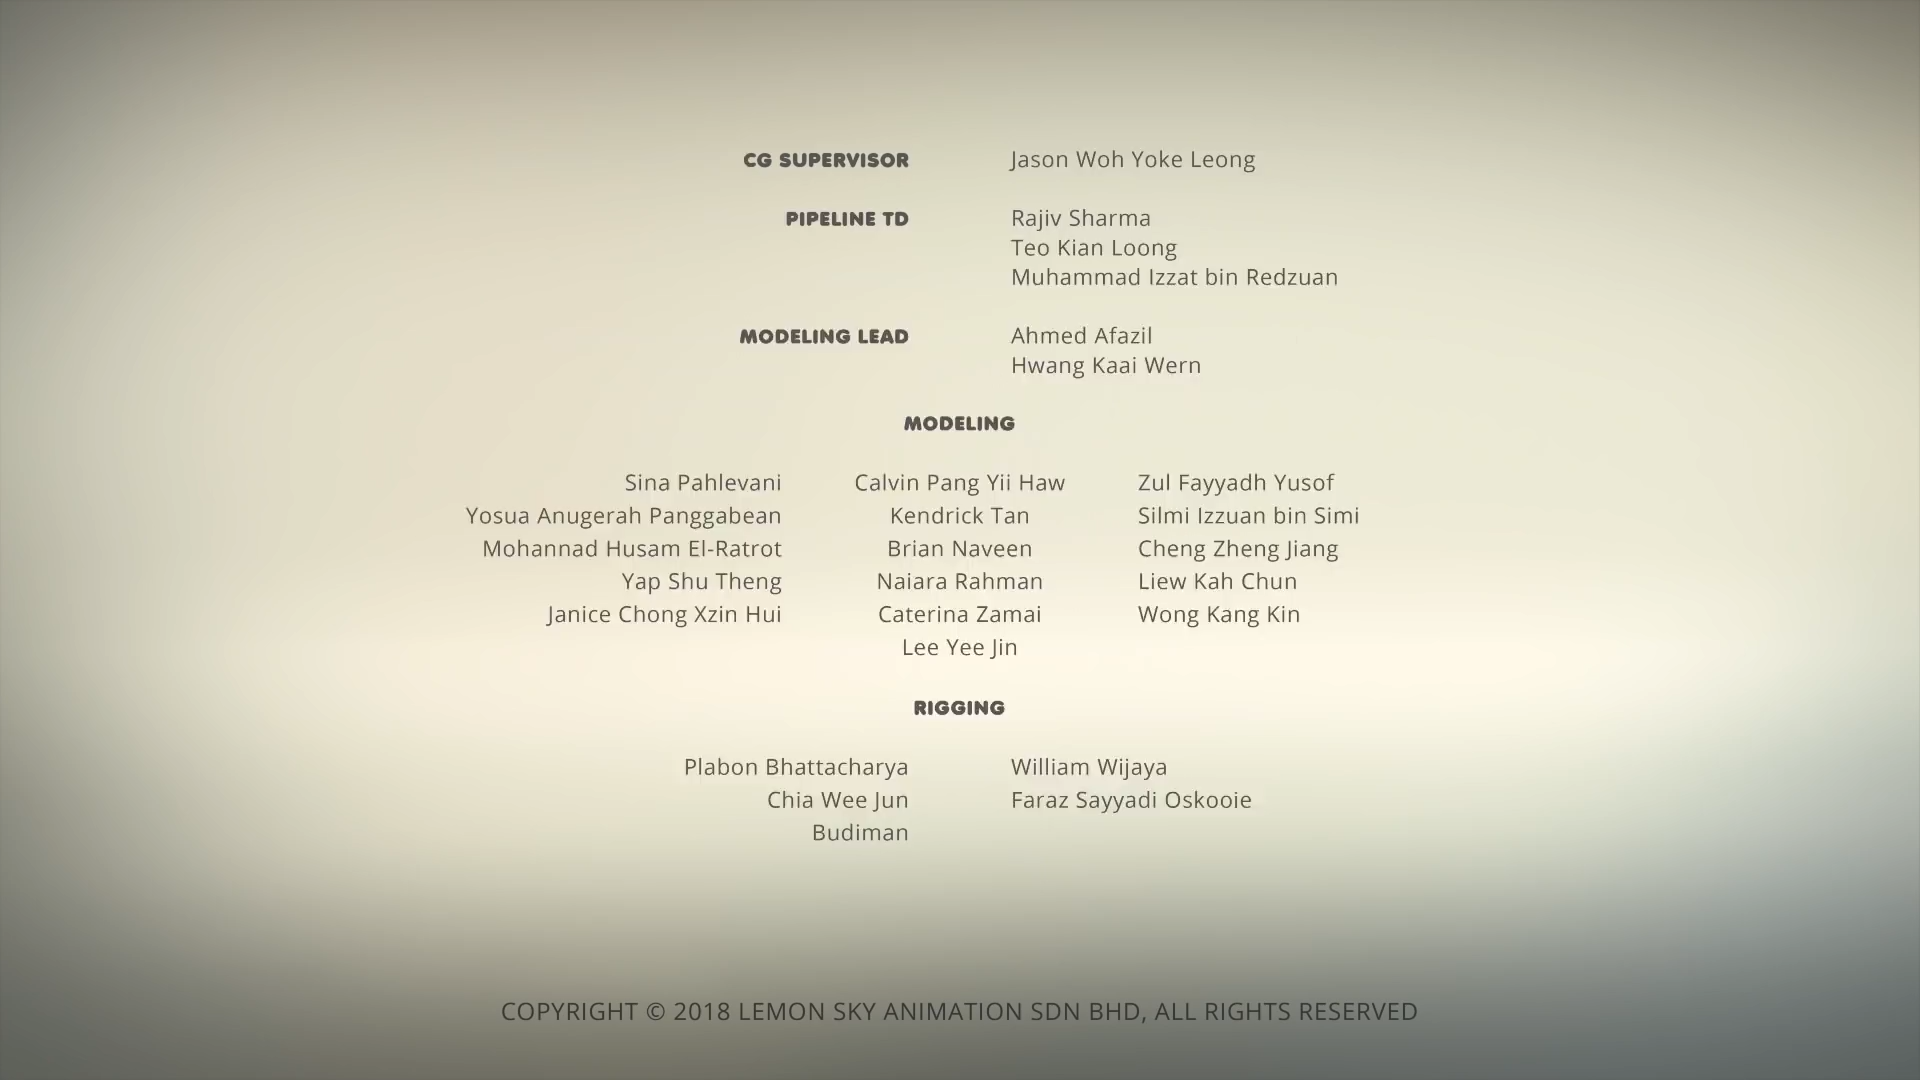 CG SUPERVISOR Jason Woh Yoke Leong
PIPELINE TD Rajiv Sharma
Teo Kian Loong
Muhammad Izzat bin Redzuan
MODELING LEAD Ahmed Afazil
Hwang Kaai Wern
MODELING
Sina Pahlevani Calvin Pang Yii Haw Zul Fayyadh Yusof
Yosua Anugerah Panggabean Kendrick Tan Silmi Izzuan bin Simi
Mohannad Husam El-Ratrot Brian Naveen Cheng Zheng Jiang
Yap Shu Theng Naiara Rahman Liew Kah Chun
Janice Chong Xzin Hui Caterina Zamai Wong Kang Kin
Lee Yee Jin
RIGGING
Plabon Bhattacharya William Wijaya
Chia Wee Jun Faraz Sayyadi Oskooie
Budiman
COPYRIGHT © 2018 LEMON SKY ANIMATION SDN BHD, ALL RIGHTS RESERVED